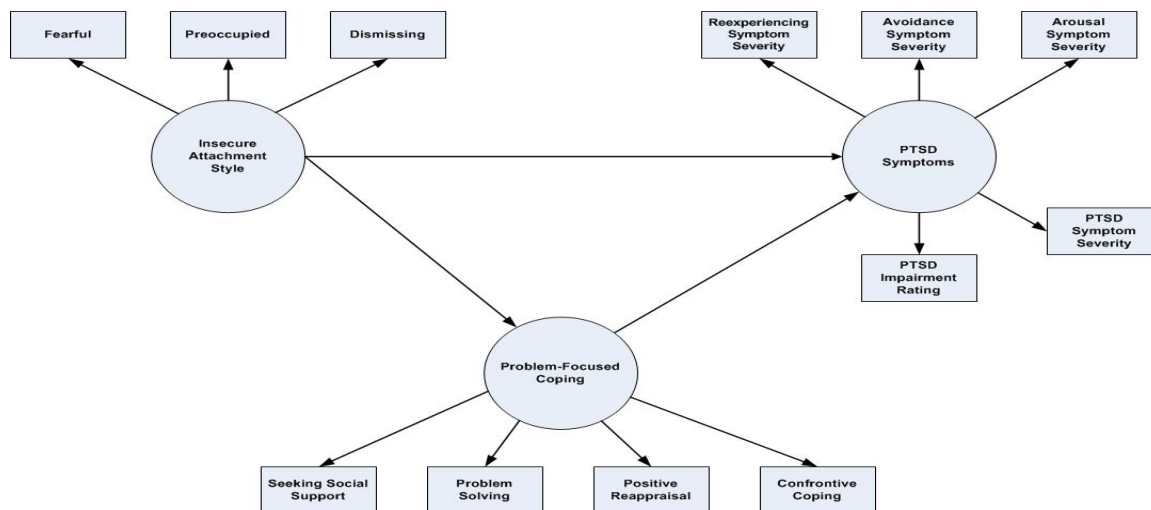 Fearful
Preoccupied
Dismissing
Reexperiencing
Symptom
Severity
Avoidance
Symptom
Severity
Arousal
Symptom
Severity
Insecure
Attachment
Style
PTSD
Symptoms
PTSD
Symptom
Severity
PTSD
Impairment
Rating
Problem-Focused
Coping
Seeking Social
Support
Problem
Solving
Positive
Reappraisal
Confrontive
Coping